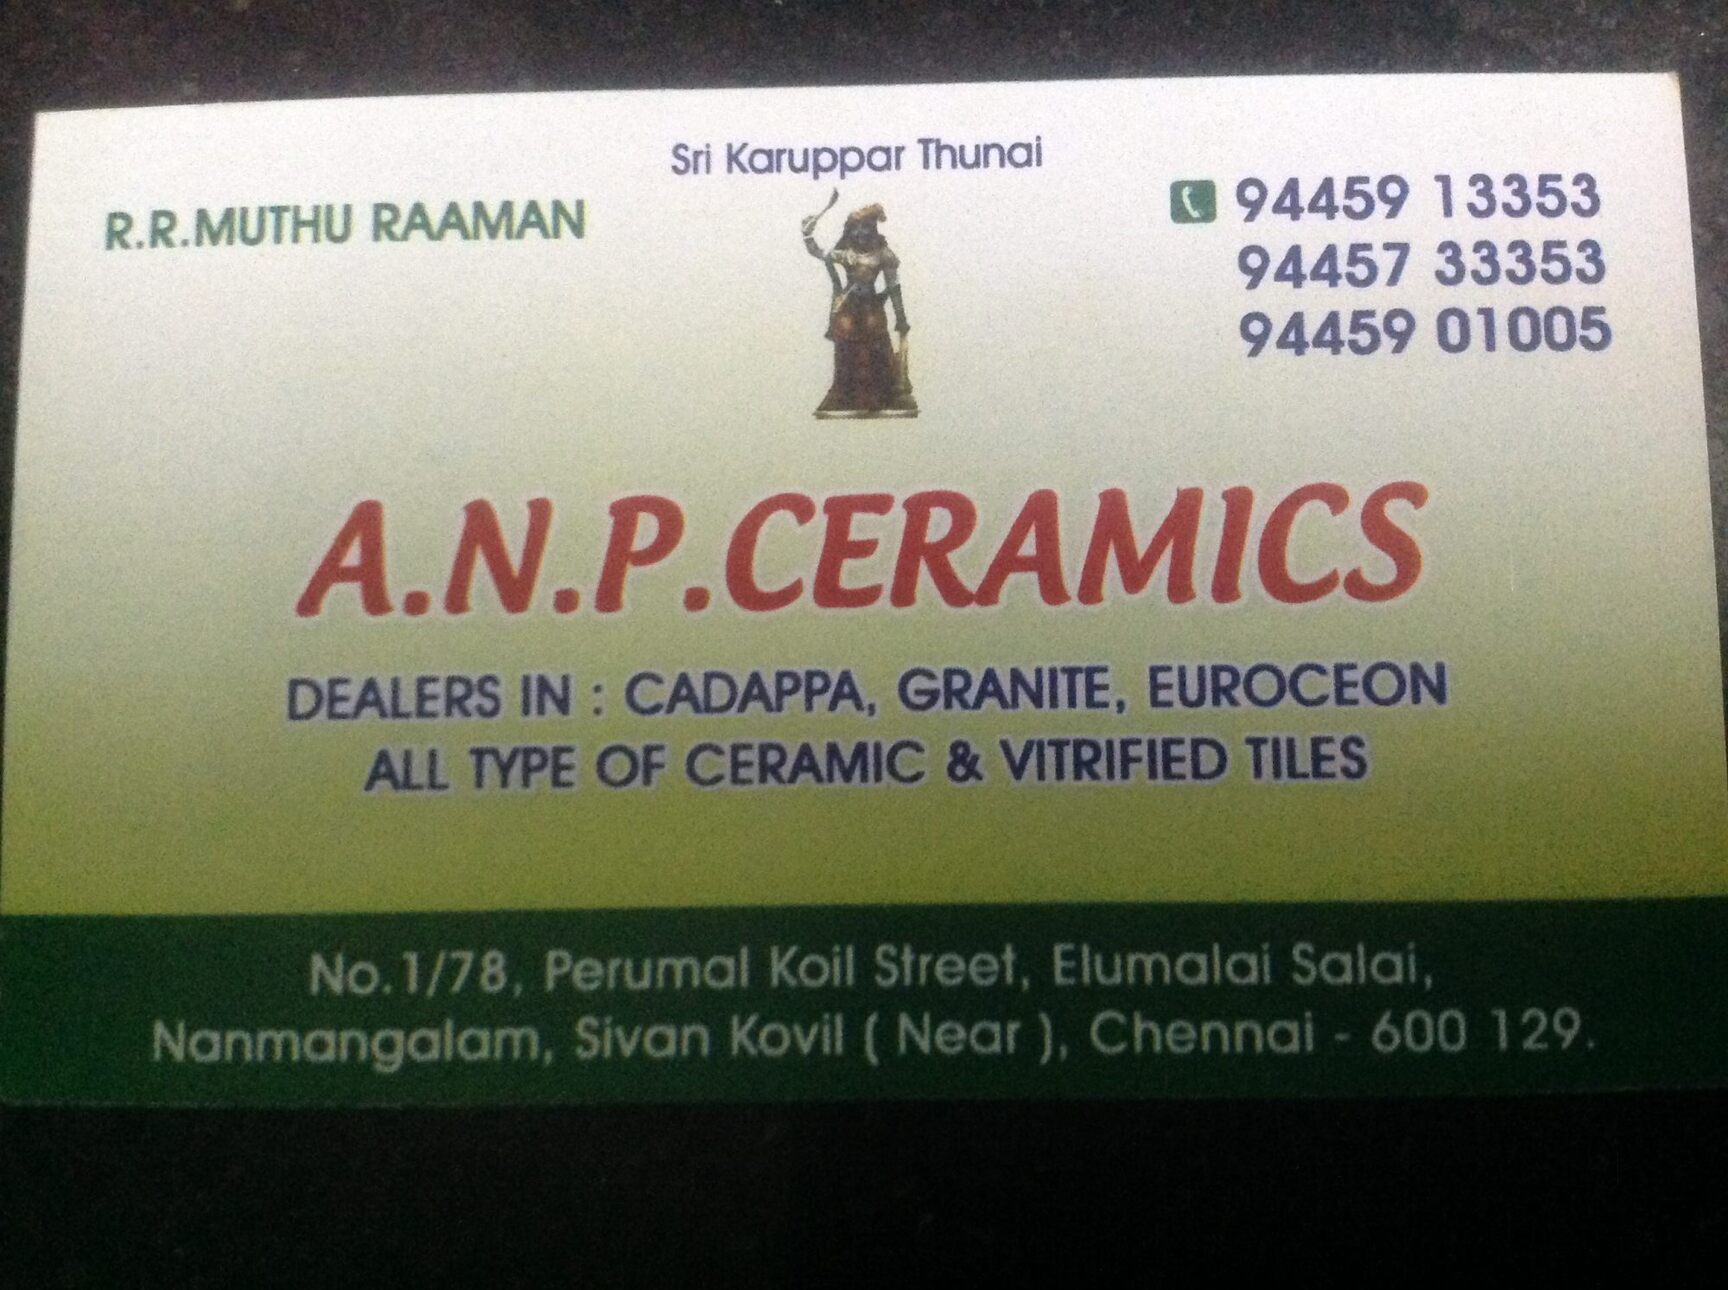 Sri Karuppar Thunai
R.R.MUTHU RAAMAN
94459 13353
94457 33353
94459 01005
A.N.P.CERAMICS
DEALERS IN : CADAPPA, GRANITE, EUROCEON
ALL TYPE OF CERAMIC & VITRIFIED TILES
No.1/78, Perumal Koil Street, Elumalai Salai,
Nanmangalam, Sivan Kovil ( Near ), Chennai - 600 129.